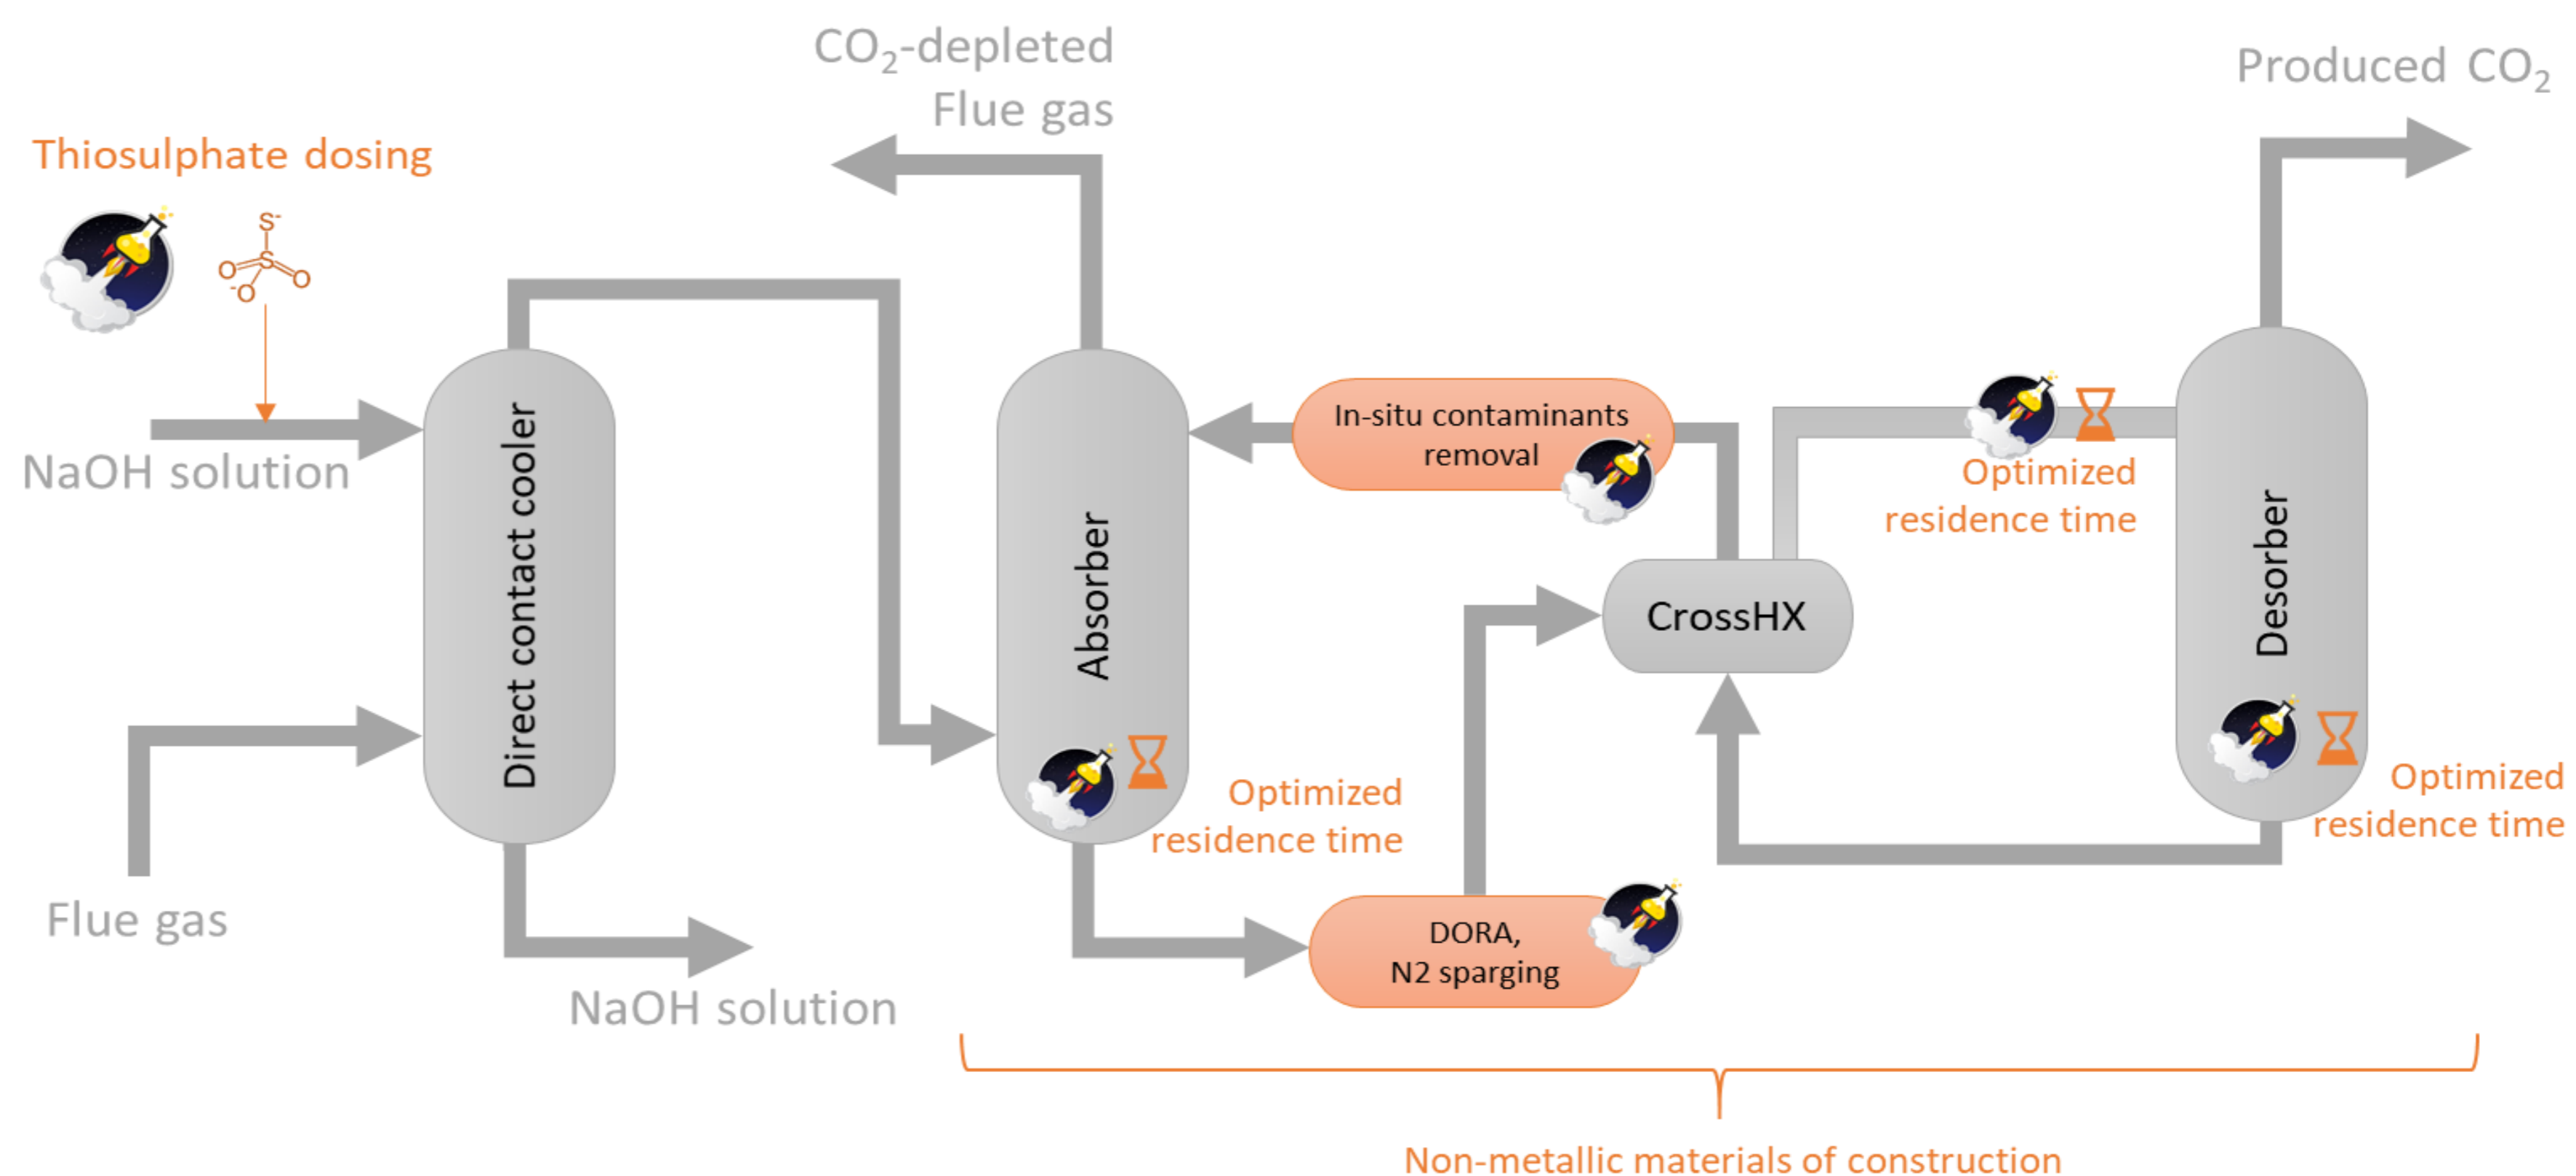 CO₂-depleted
Flue gas
Produced CO₂
Thiosulphate dosing
S⁻
O S O
⁻O
NaOH solution
Direct contact cooler
Flue gas
NaOH solution
Absorber
Optimized
residence time
In-situ contaminants
removal
Optimized
residence time
CrossHX
Desorber
Optimized
residence time
DORA,
N2 sparging
Non-metallic materials of construction